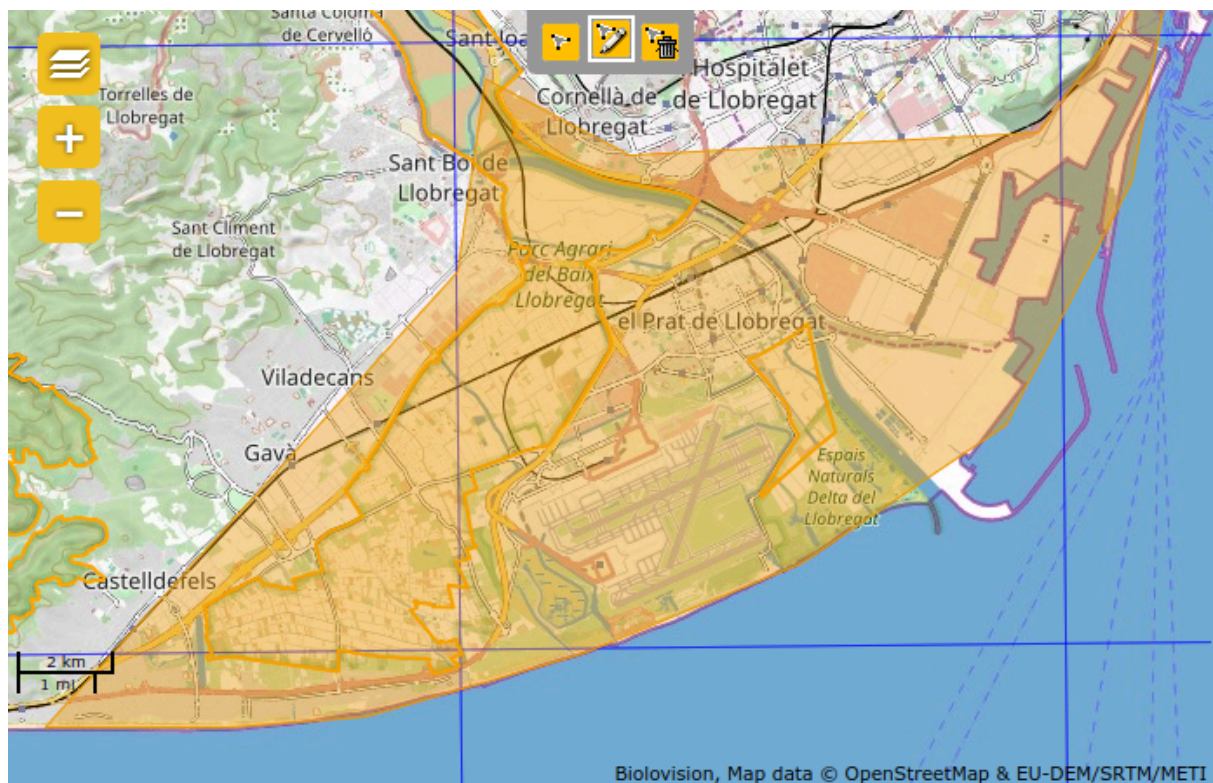 Santa Coloma
de Cervelló
Sant Joa
Hospitalet
de Llobregat
Torrelles de
Llobregat
Cornellà de
Llobregat
Sant Boi de
Llobregat
Sant Climent
de Llobregat
Parc Agrari
del Baix
Llobregat
el Prat de Llobregat
Viladecans
Gavà
Espais
Naturals
Delta del
Llobregat
Castelldefels
2 km
1 mi
Biolovision, Map data © OpenStreetMap & EU-DEM/SRTM/METI